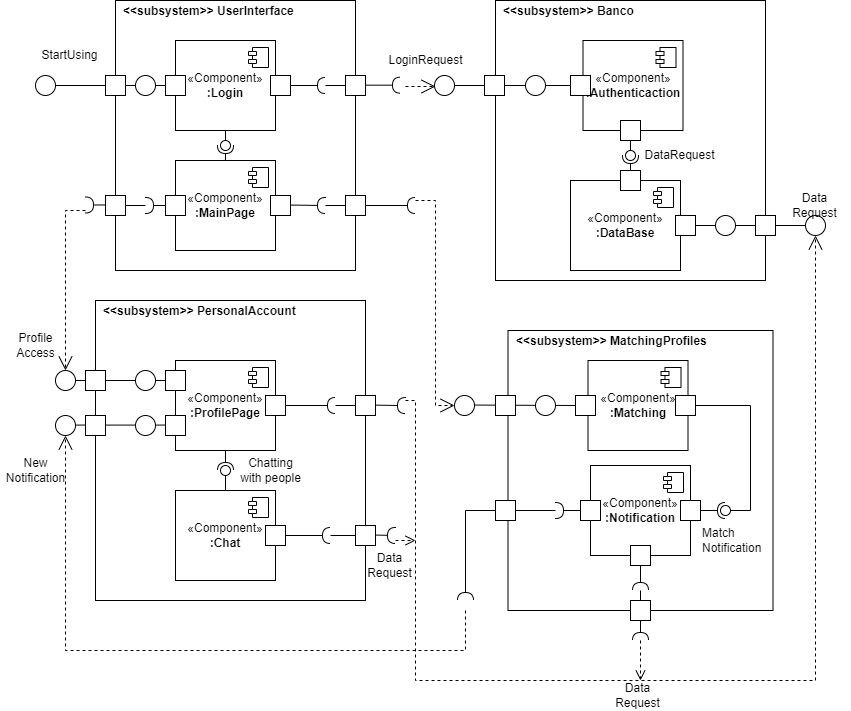 <<subsystem>> UserInterface
<<subsystem>> Banco
StartUsing
LoginRequest
«Component»
:Login
«Component»
:Authenticaction
DataRequest
«Component»
:MainPage
«Component»
:DataBase
Data
Request
<<subsystem>> PersonalAccount
<<subsystem>> MatchingProfiles
Profile
Access
«Component»
:ProfilePage
«Component»
:Matching
New
Notification
Chatting
with people
«Component»
:Chat
«Component»
:Notification
Match
Notification
Data
Request
Data
Request